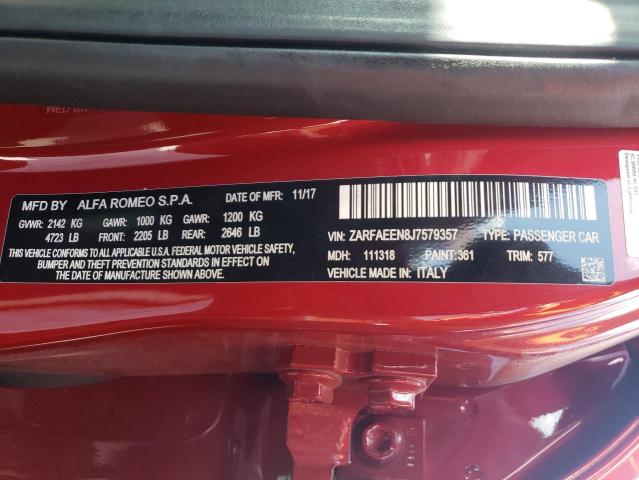 MFD BY ALFA ROMEO S.P.A. DATE OF MFR 11/17
GVWR: 2142 KG GAWR: 1000 KG GAWR: 1200 KG
4723 LB FRONT: 2205 LB REAR: 2646 LB
THIS VEHICLE CONFORMS TO ALL APPLICABLE U.S.A. FEDERAL MOTOR VEHICLE SAFETY,
BUMPER AND THEFT PREVENTION STANDARDS IN EFFECT ON
THE DATE OF MANUFACTURE SHOWN ABOVE
VIN: ZARFAEEN8J7579357 TYPE: PASSENGER CAR
MDH: 111318 PAINT:361 TRIM: 577
VEHICLE MADE IN: ITALY